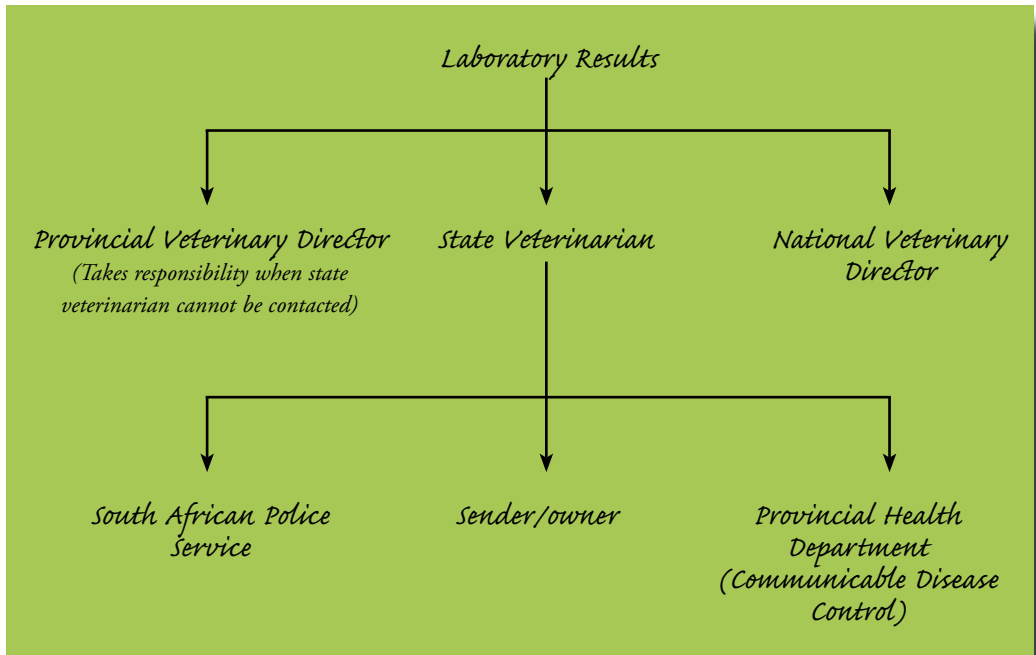 Laboratory Results
Provincial Veterinary Director
(Takes responsibility when state
veterinarian cannot be contacted)
State Veterinarian
National Veterinary
Director
South African Police
Service
Sender/owner
Provincial Health
Department
(Communicable Disease
Control)